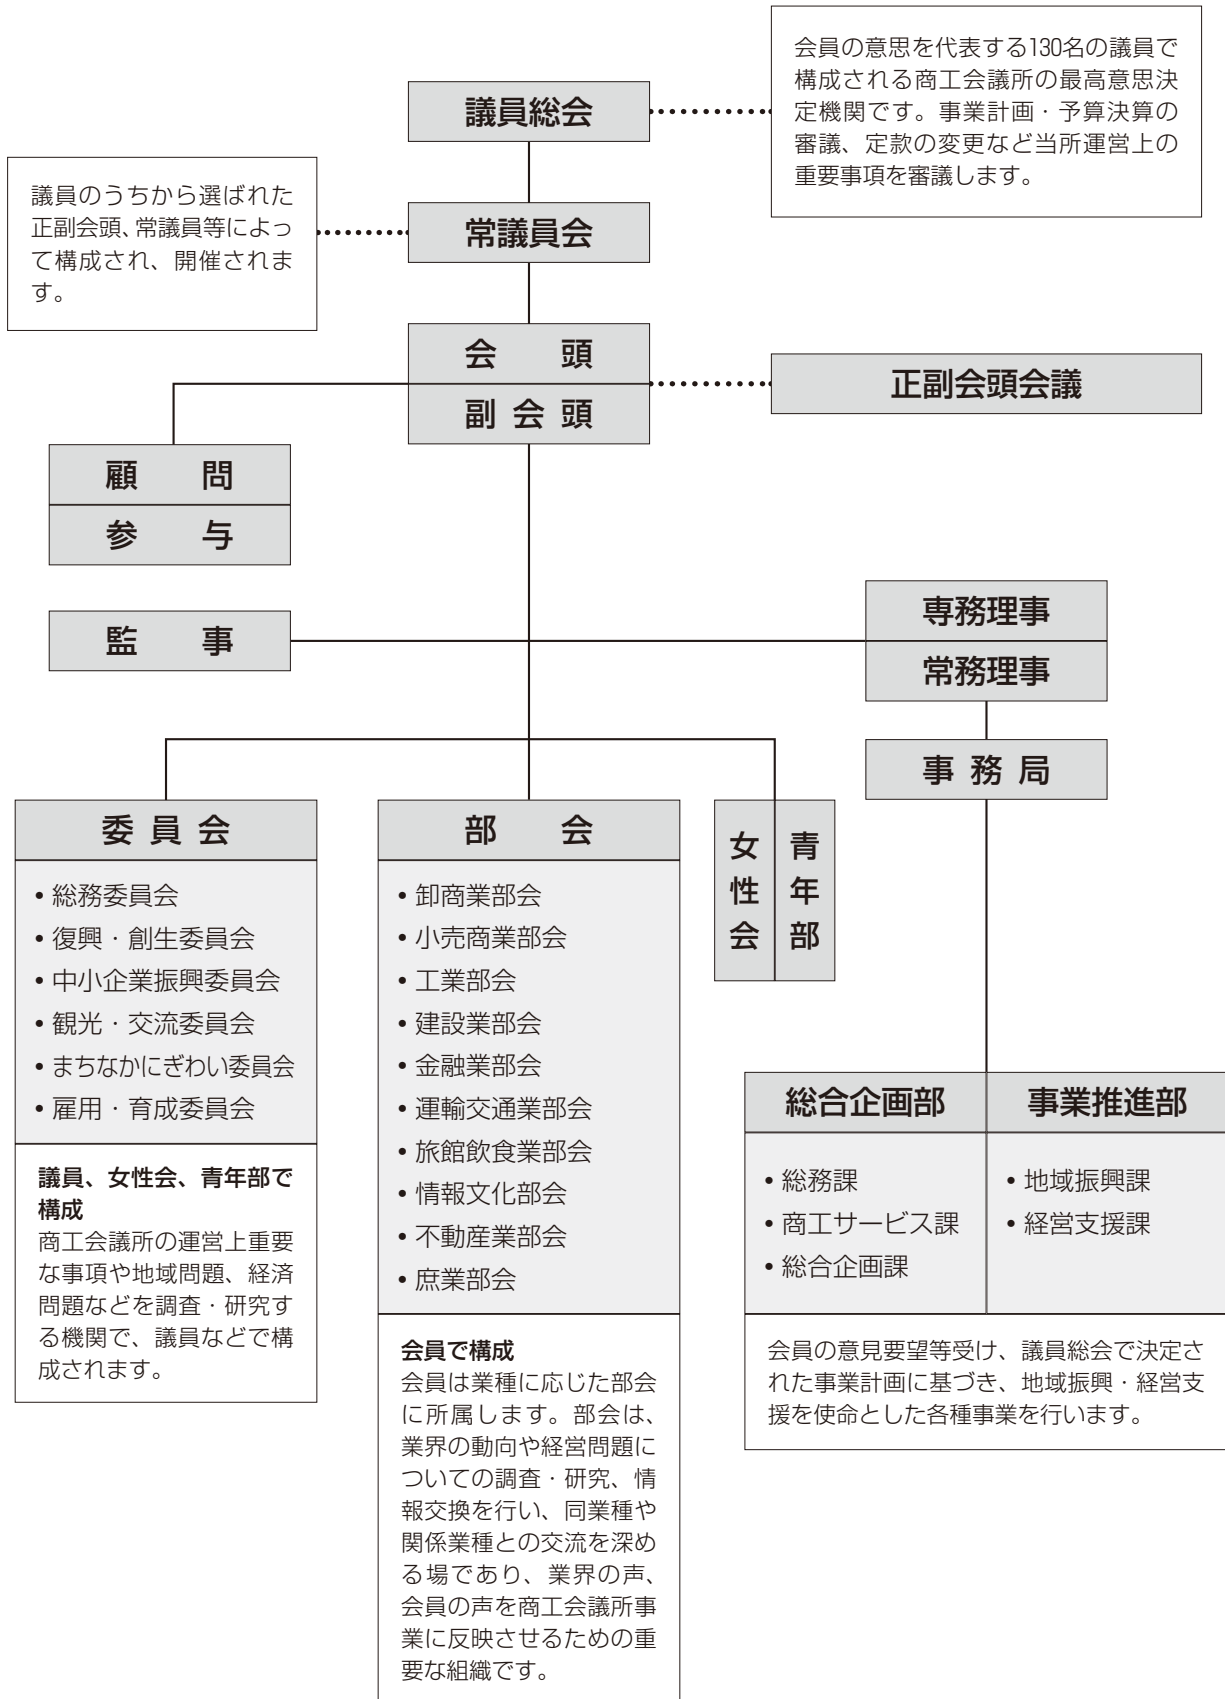 会員の意思を代表する130名の議員で
構成される商工会議所の最高意思決
定機関です。事業計画・予算決算の
審議、定款の変更など当所運営上の
重要事項を審議します。
議員総会
議員のうちから選ばれた
正副会頭、常議員等によっ
て構成され、開催されま
す。
常議員会
会　頭
副会頭
正副会頭会議
顧　問
参　与
監　事
専務理事
常務理事
事務局
委員会
・総務委員会
・復興・創生委員会
・中小企業振興委員会
・観光・交流委員会
・まちなかにぎわい委員会
・雇用・育成委員会
議員、女性会、青年部で
構成
商工会議所の運営上重要
な事項や地域問題、経済
問題などを調査・研究す
る機関で、議員などで構
成されます。
部　会
・卸商業部会
・小売商業部会
・工業部会
・建設業部会
・金融業部会
・運輸交通業部会
・旅館飲食業部会
・情報文化部会
・不動産業部会
・庶業部会
会員で構成
会員は業種に応じた部会
に所属します。部会は、
業界の動向や経営問題に
ついての調査・研究、情
報交換を行い、同業種や
関係業種との交流を深め
る場であり、業界の声、
会員の声を商工会議所事
業に反映させるための重
要な組織です。
女性会
青年部
総合企画部
・総務課
・商工サービス課
・総合企画課
事業推進部
・地域振興課
・経営支援課
会員の意見要望等受け、議員総会で決定さ
れた事業計画に基づき、地域振興・経営支
援を使命とした各種事業を行います。